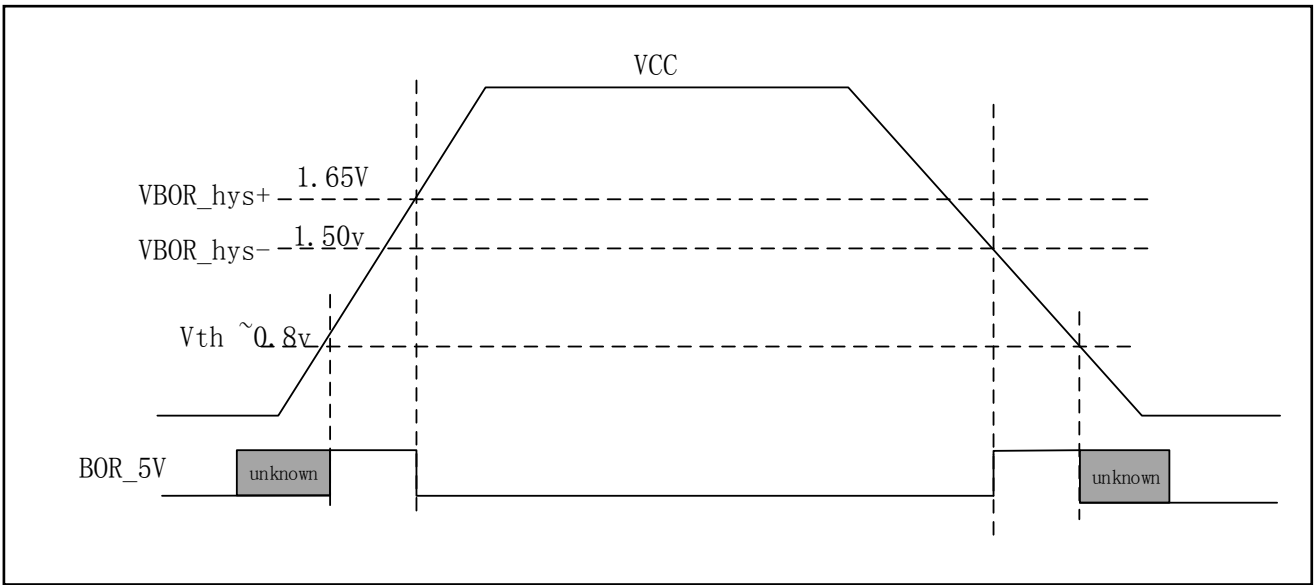 VCC
VBOR_hys+ 1.65V
VBOR_hys- 1.50v
Vth ~0.8v
BOR_5V unknown unknown